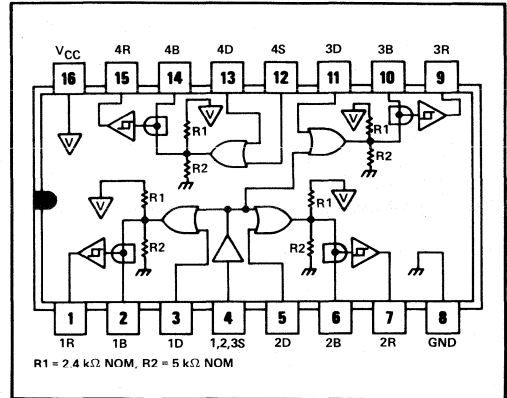 VCC 4R 4B 4D 4S 3D 3B 3R
16 15 14 13 12 11 10 9
V V R1 R2 V R1 R2
V R1 R2 R1 V R2
1 2 3 4 5 6 7 8
1R 1B 1D 1,2,3S 2D 2B 2R GND
R1 = 2.4 kΩ NOM, R2 = 5 kΩ NOM